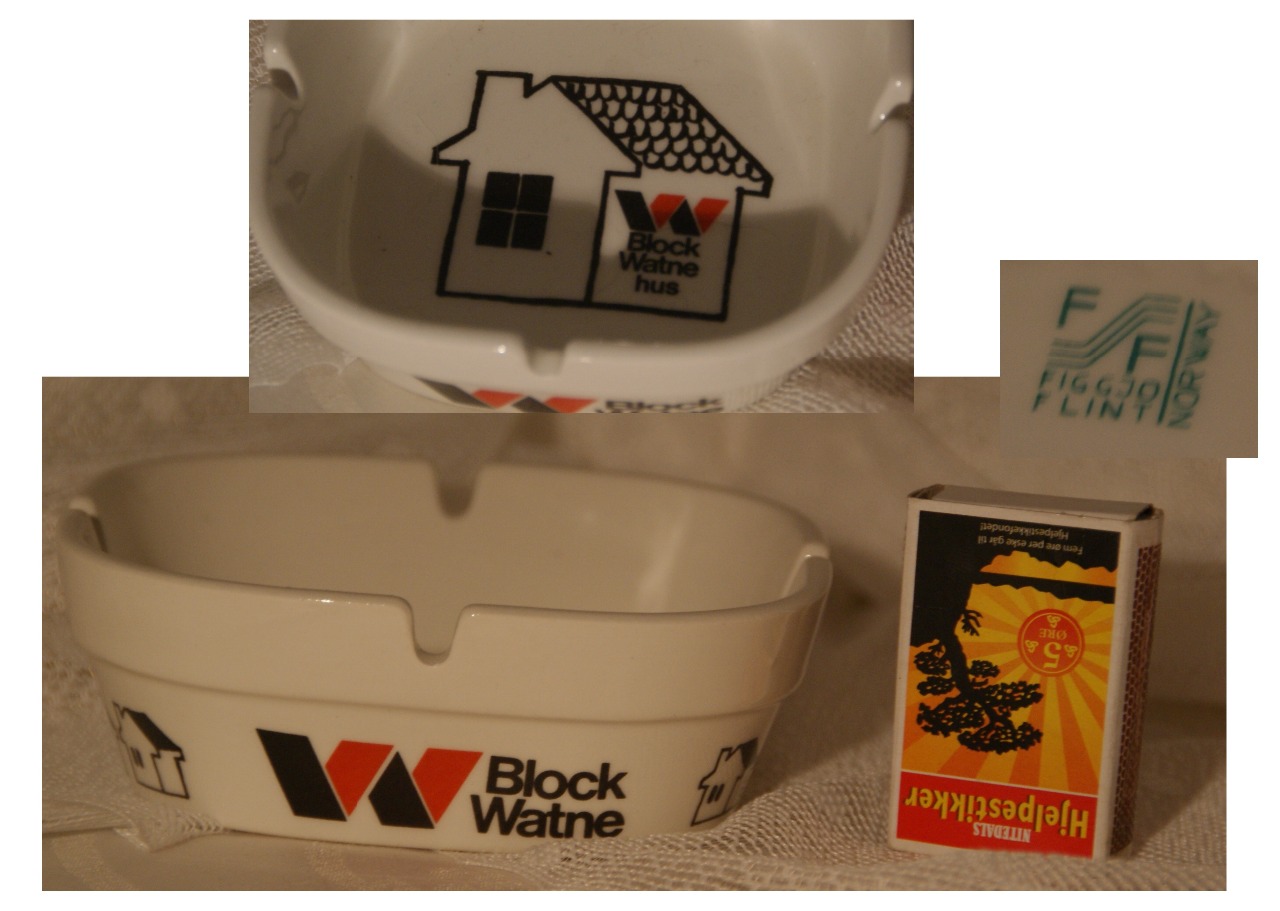 Block
Watne
hus
Block
F
F
FIGGJO
FLINT
NORWAY
Block
Watne
Fem øre per eske går til
Hjelpestikkefondet!
5
ØRE
NITEDALS
Hjelpestikker